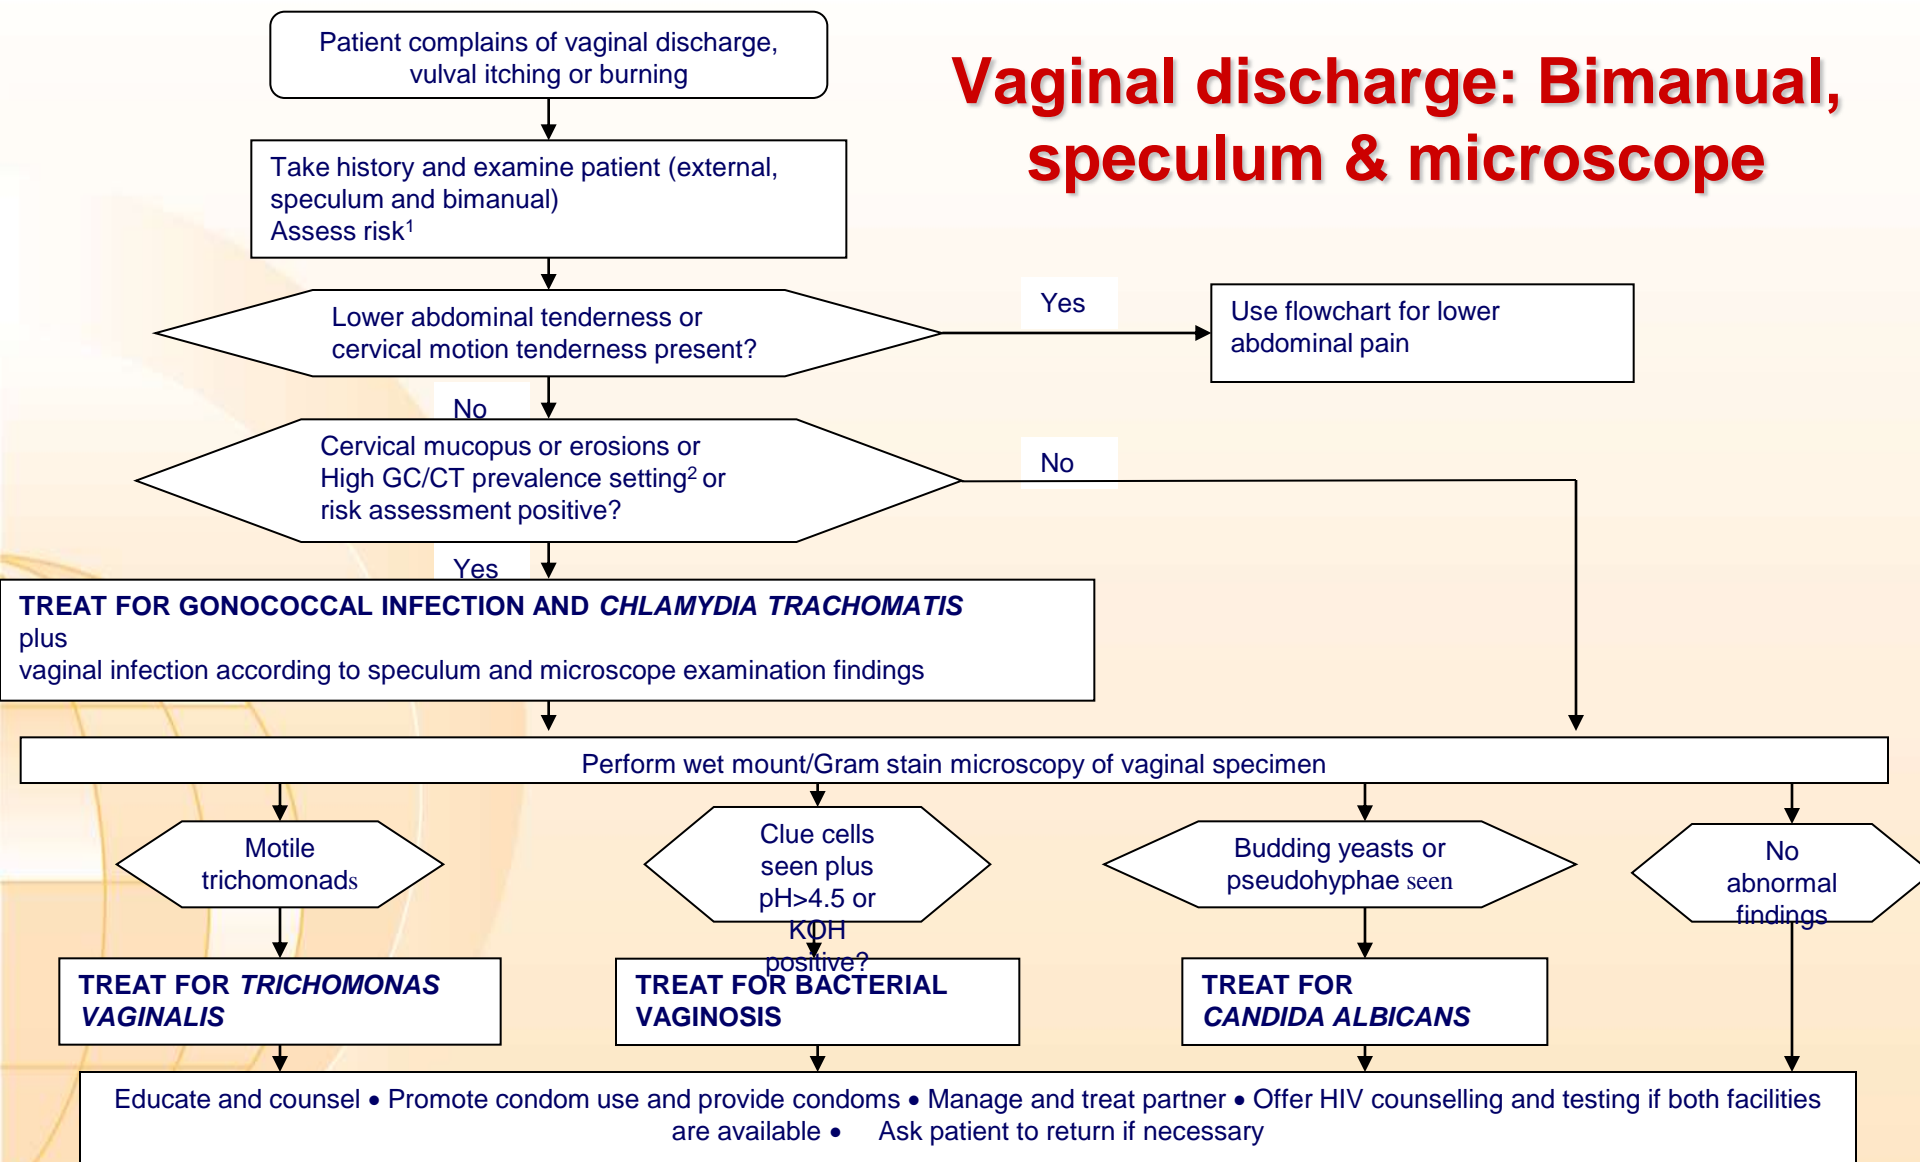 Patient complains of vaginal discharge,
vulval itching or burning
Vaginal discharge: Bimanual,
speculum & microscope
Take history and examine patient (external,
speculum and bimanual)
Assess risk¹
Lower abdominal tenderness or
cervical motion tenderness present?
Yes
Use flowchart for lower
abdominal pain
No
Cervical mucopus or erosions or
High GC/CT prevalence setting² or
risk assessment positive?
No
Yes
TREAT FOR GONOCOCCAL INFECTION AND CHLAMYDIA TRACHOMATIS
plus
vaginal infection according to speculum and microscope examination findings
Perform wet mount/Gram stain microscopy of vaginal specimen
Motile
trichomonads
Clue cells
seen plus
pH>4.5 or
KOH
positive?
Budding yeasts or
pseudohyphae seen
No
abnormal
findings
TREAT FOR TRICHOMONAS
VAGINALIS
TREAT FOR BACTERIAL
VAGINOSIS
TREAT FOR
CANDIDA ALBICANS
Educate and counsel • Promote condom use and provide condoms • Manage and treat partner • Offer HIV counselling and testing if both facilities
are available • Ask patient to return if necessary